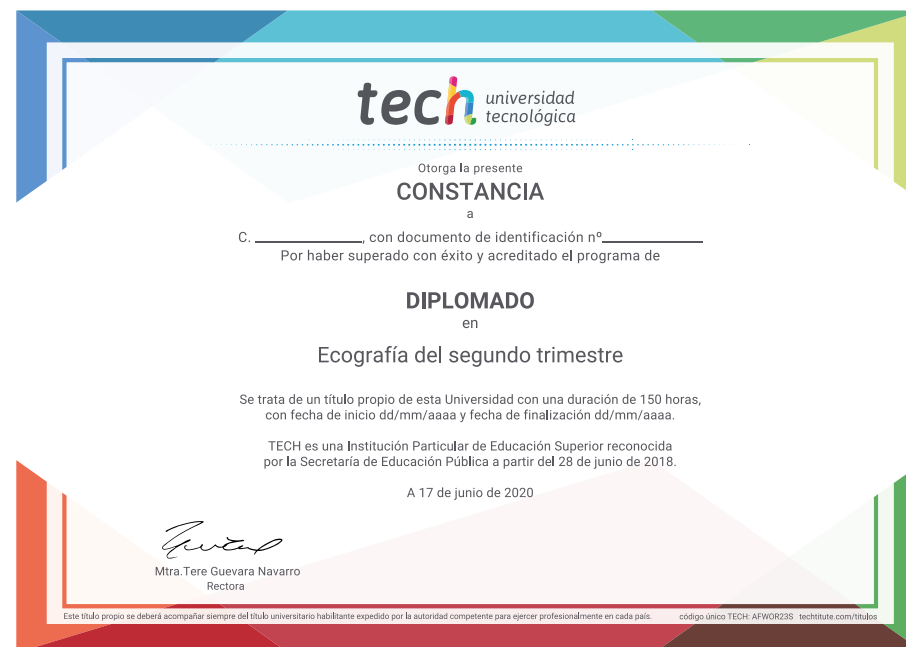 tech universidad
tecnológica
Otorga la presente
CONSTANCIA
a
C. ______________, con documento de identificación nº_____________
Por haber superado con éxito y acreditado el programa de
DIPLOMADO
en
Ecografía del segundo trimestre
Se trata de un título propio de esta Universidad con una duración de 150 horas,
con fecha de inicio dd/mm/aaaa y fecha de finalización dd/mm/aaaa.
TECH es una Institución Particular de Educación Superior reconocida
por la Secretaría de Educación Pública a partir del 28 de junio de 2018.
A 17 de junio de 2020
Mtra.Tere Guevara Navarro
Rectora
Este título propio se deberá acompañar siempre del título universitario habilitante expedido por la autoridad competente para ejercer profesionalmente en cada país. código único TECH: AFWOR23S techtitute.com/titulos